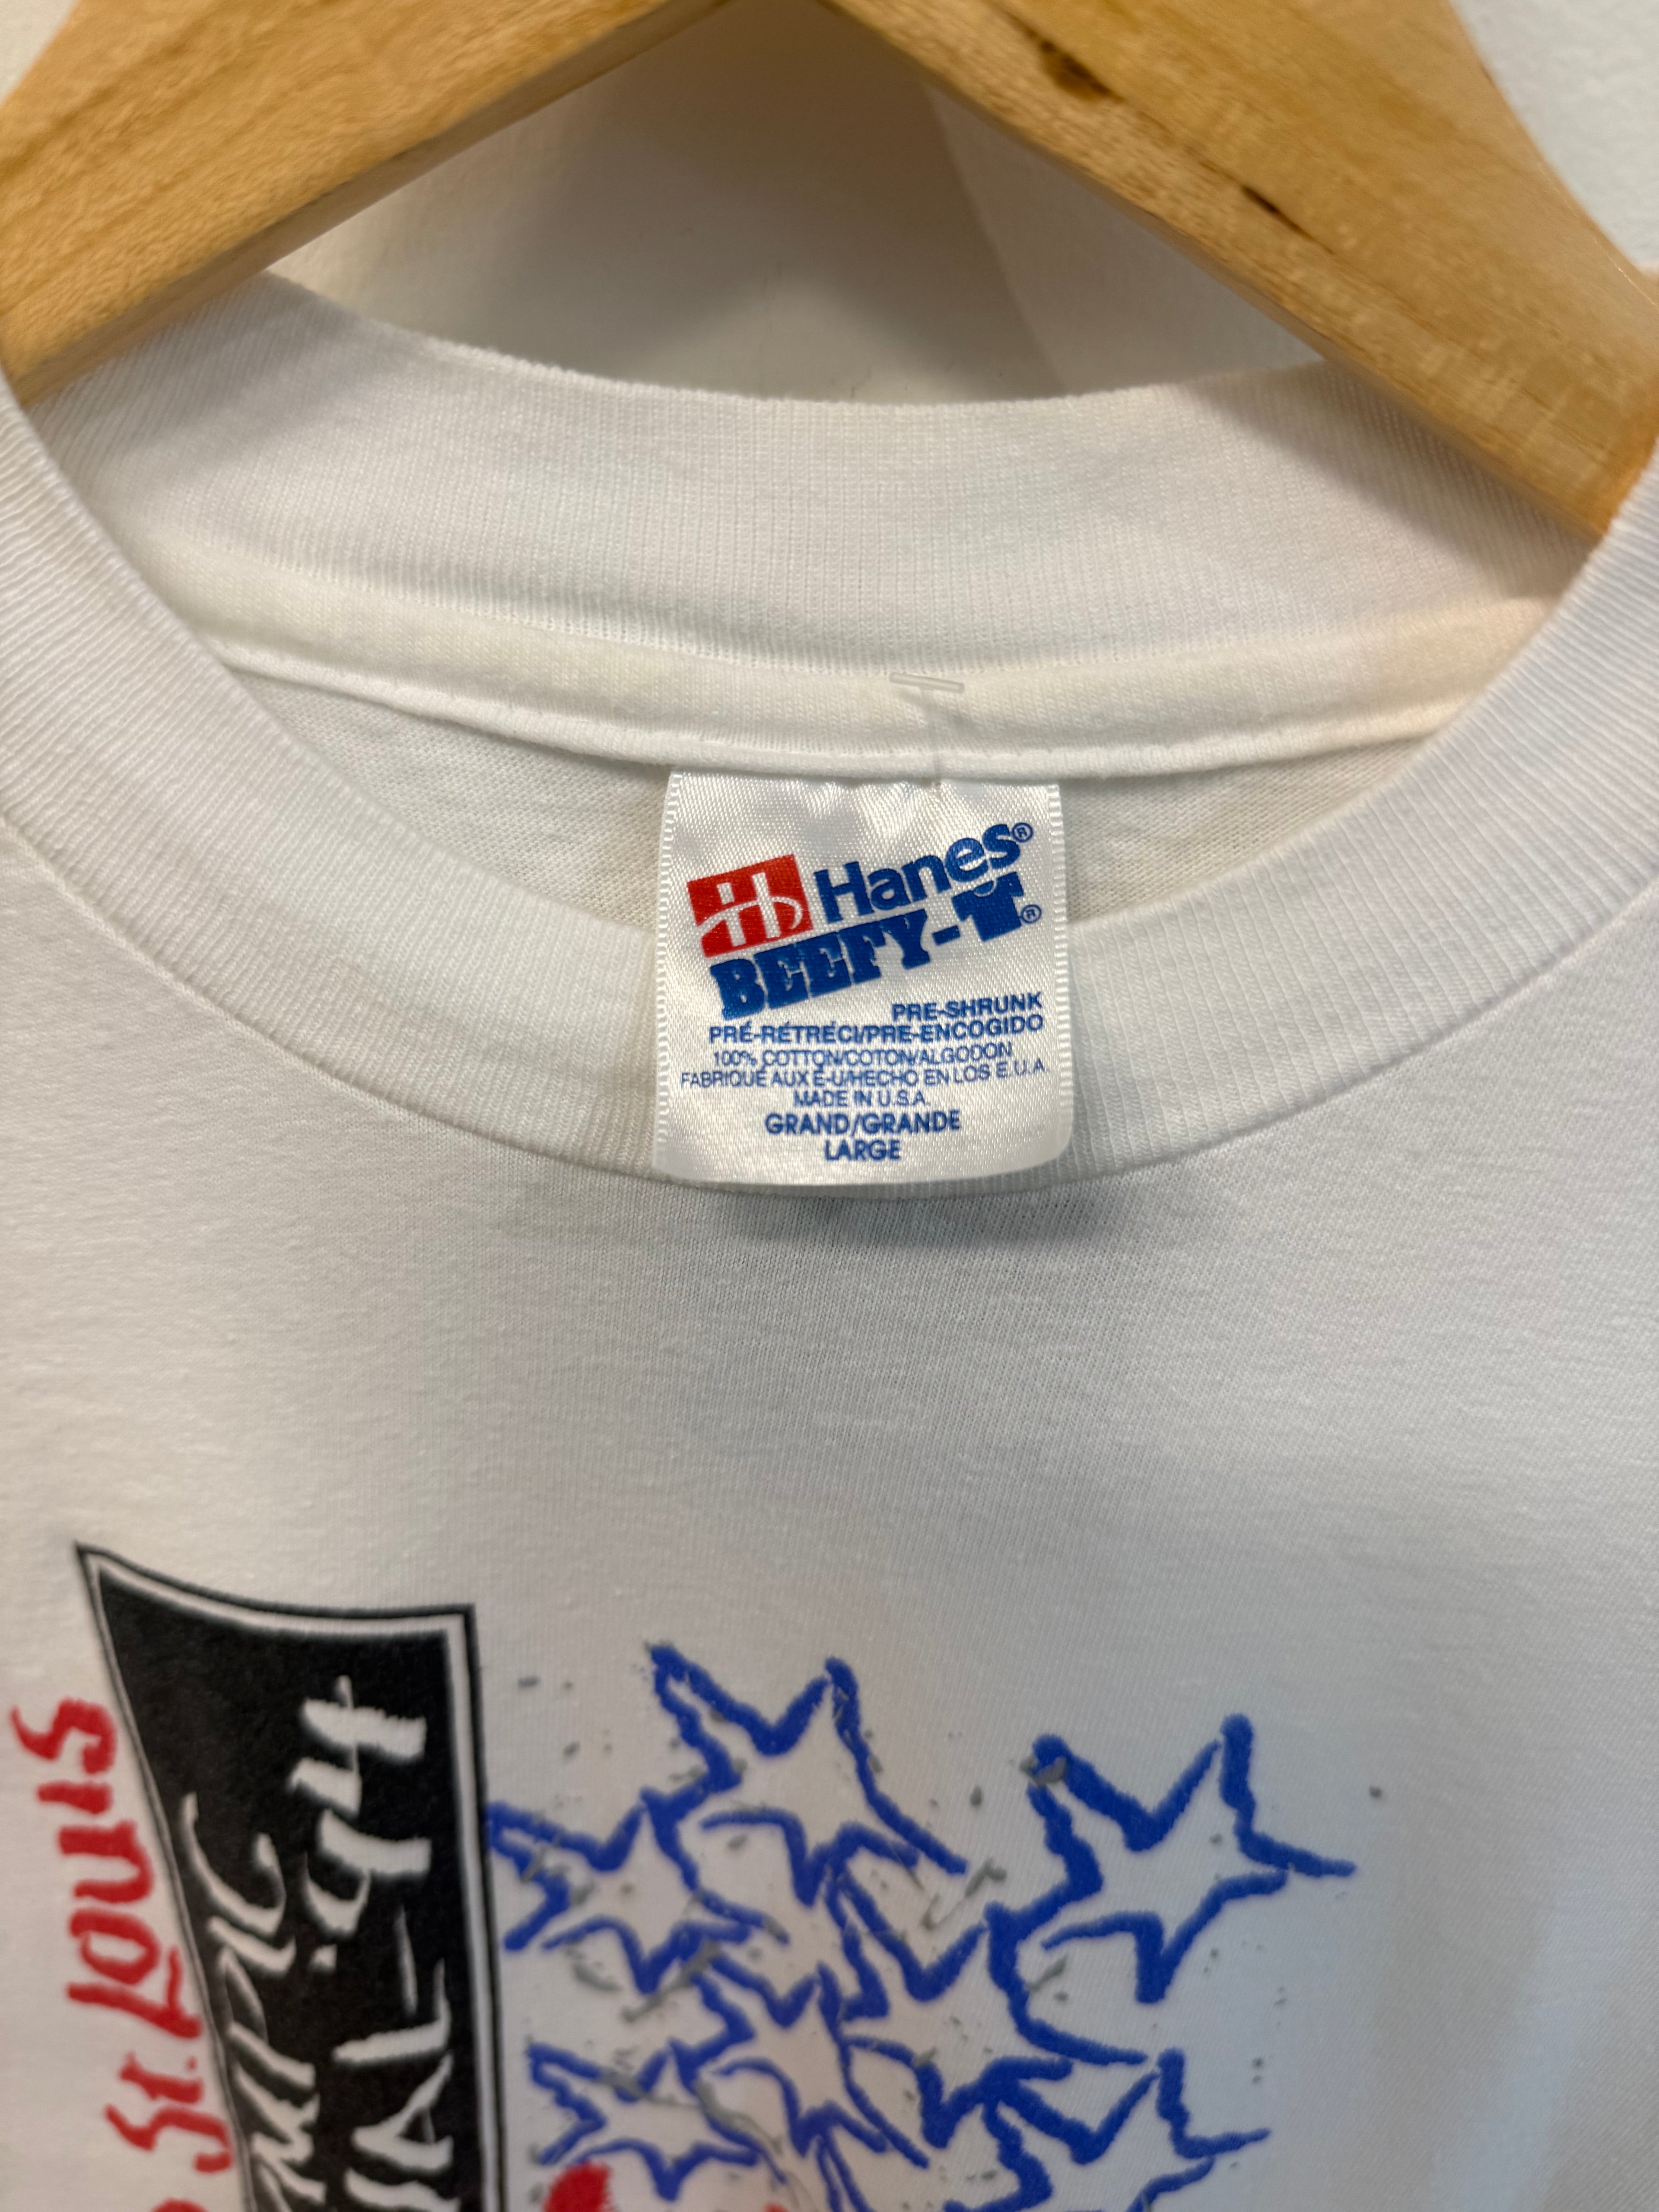 Hanes®
BEEFY-T®
PRE-SHRUNK
PRÉ-RÉTRÉCI/PRE-ENCOGIDO
100% COTTON/COTON/ALGODON
FABRIQUÉ AUX É-U/HECHO EN LOS E.U.A
MADE IN U.S.A.
GRAND/GRANDE
LARGE
St. Louis